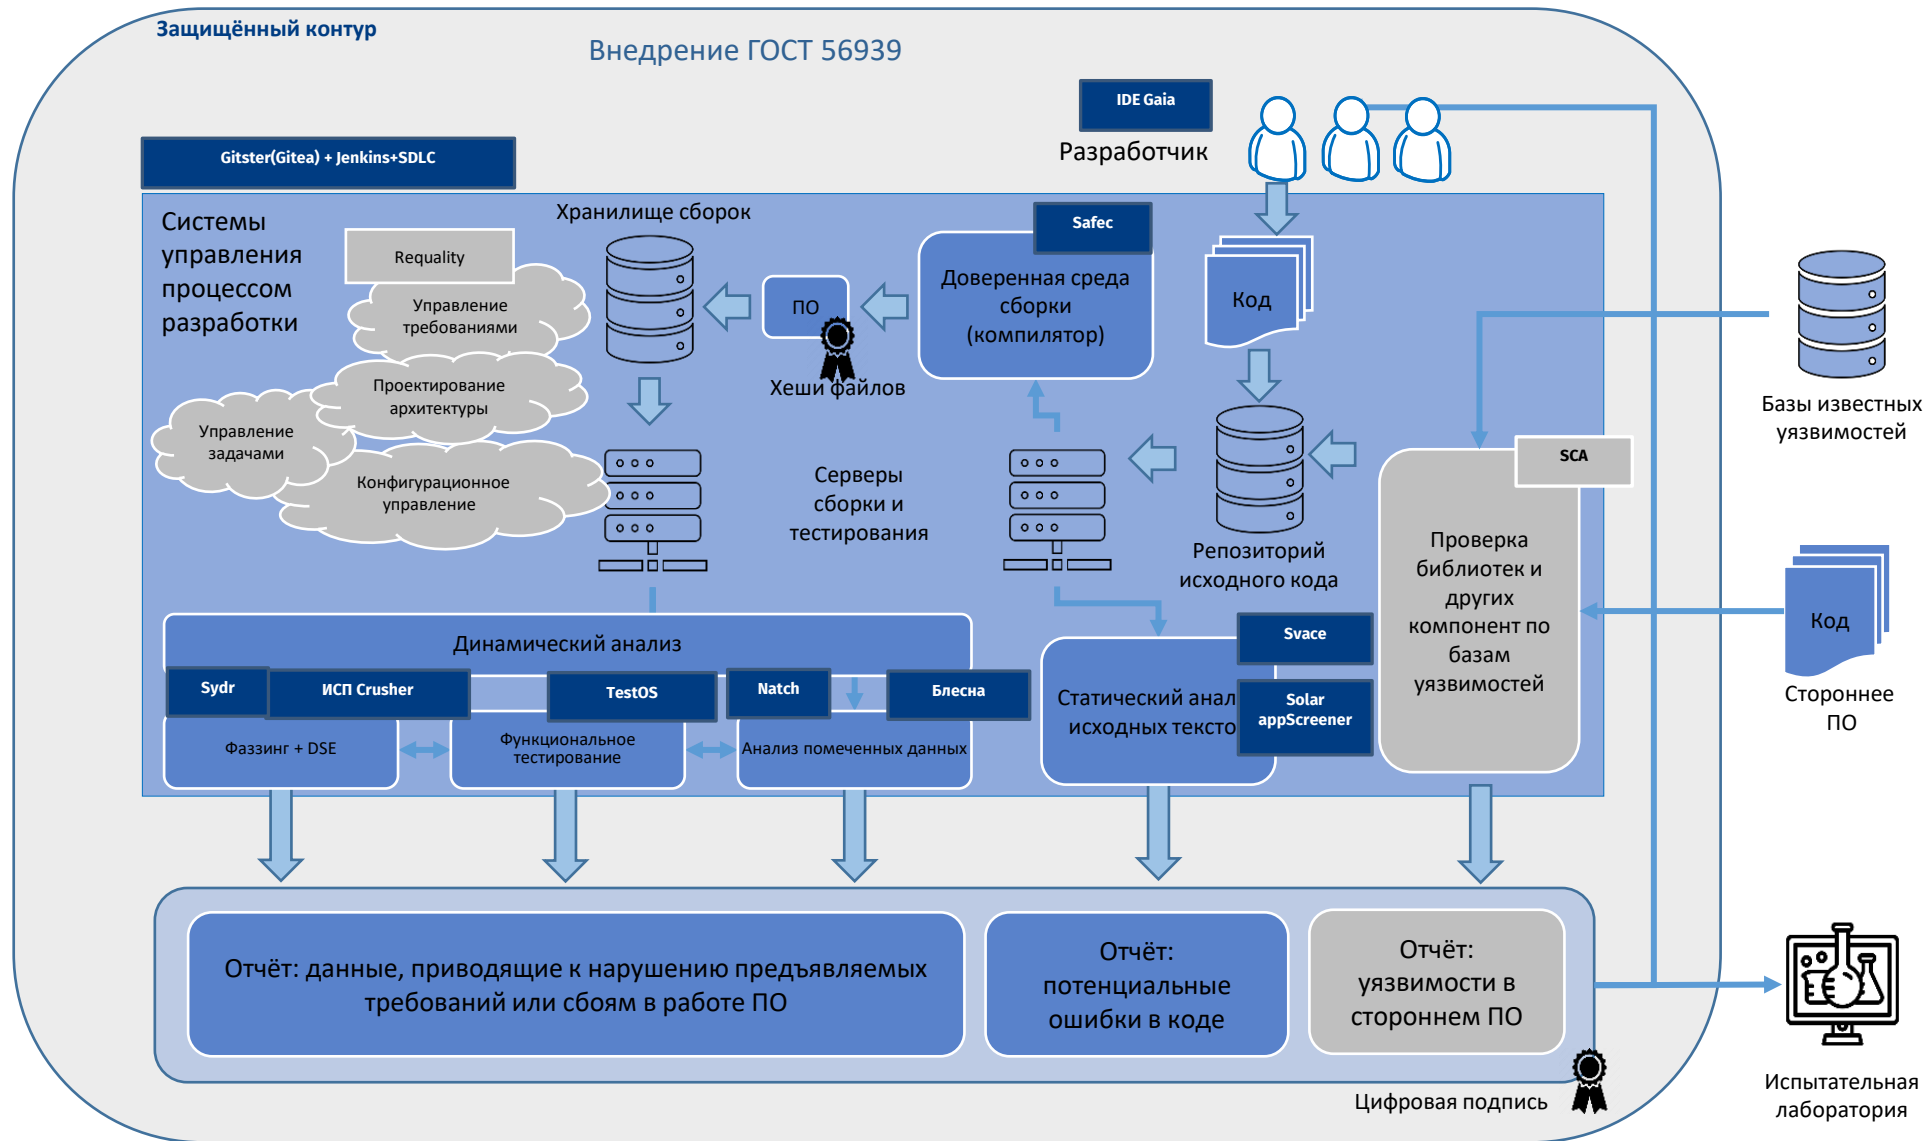 Защищённый контур
Внедрение ГОСТ 56939
IDE Gaia
Разработчик
Gitster(Gitea) + Jenkins+SDLC
Системы
управления
процессом
разработки
Requality
Управление
требованиями
Проектирование
архитектуры
Управление
задачами
Конфигурационное
управление
Хранилище сборок
ПО
Хеши файлов
Safec
Доверенная среда
сборки
(компилятор)
Код
Серверы
сборки и
тестирования
Репозиторий
исходного кода
SCA
Проверка
библиотек и
других
компонент по
базам
уязвимостей
Базы известных
уязвимостей
Код
Стороннее
ПО
Динамический анализ
Sydr
ИСП Crusher
TestOS
Natch
Блесна
Фаззинг + DSE
Функциональное
тестирование
Анализ помеченных данных
Svace
Solar
appScreener
Статический анал
исходных тексто
Отчёт: данные, приводящие к нарушению предъявляемых
требований или сбоям в работе ПО
Отчёт:
потенциальные
ошибки в коде
Отчёт:
уязвимости в
стороннем ПО
Цифровая подпись
Испытательная
лаборатория